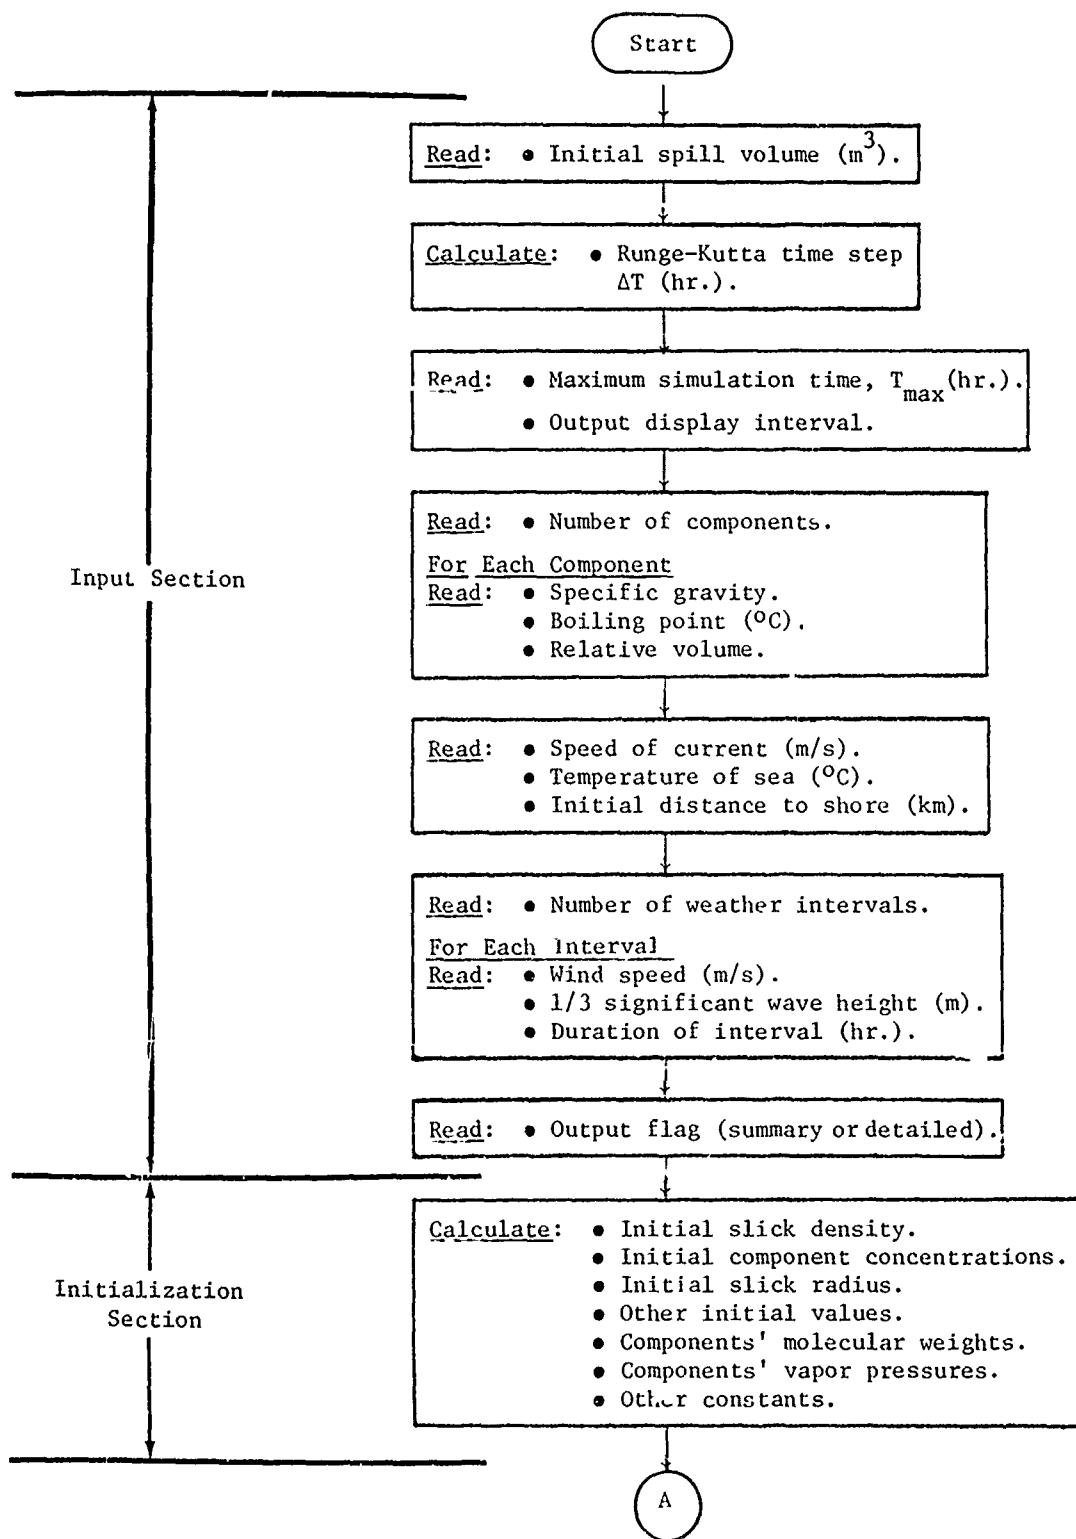 Start
Read: • Initial spill volume (m³).
Calculate: • Runge-Kutta time step
ΔT (hr.).
Read: • Maximum simulation time, T_max (hr.).
• Output display interval.
Read: • Number of components.
For Each Component
Read: • Specific gravity.
• Boiling point (°C).
• Relative volume.
Input Section
Read: • Speed of current (m/s).
• Temperature of sea (°C).
• Initial distance to shore (km).
Read: • Number of weather intervals.
For Each Interval
Read: • Wind speed (m/s).
• 1/3 significant wave height (m).
• Duration of interval (hr.).
Read: • Output flag (summary or detailed).
Initialization
Section
Calculate: • Initial slick density.
• Initial component concentrations.
• Initial slick radius.
• Other initial values.
• Components' molecular weights.
• Components' vapor pressures.
• Other constants.
A